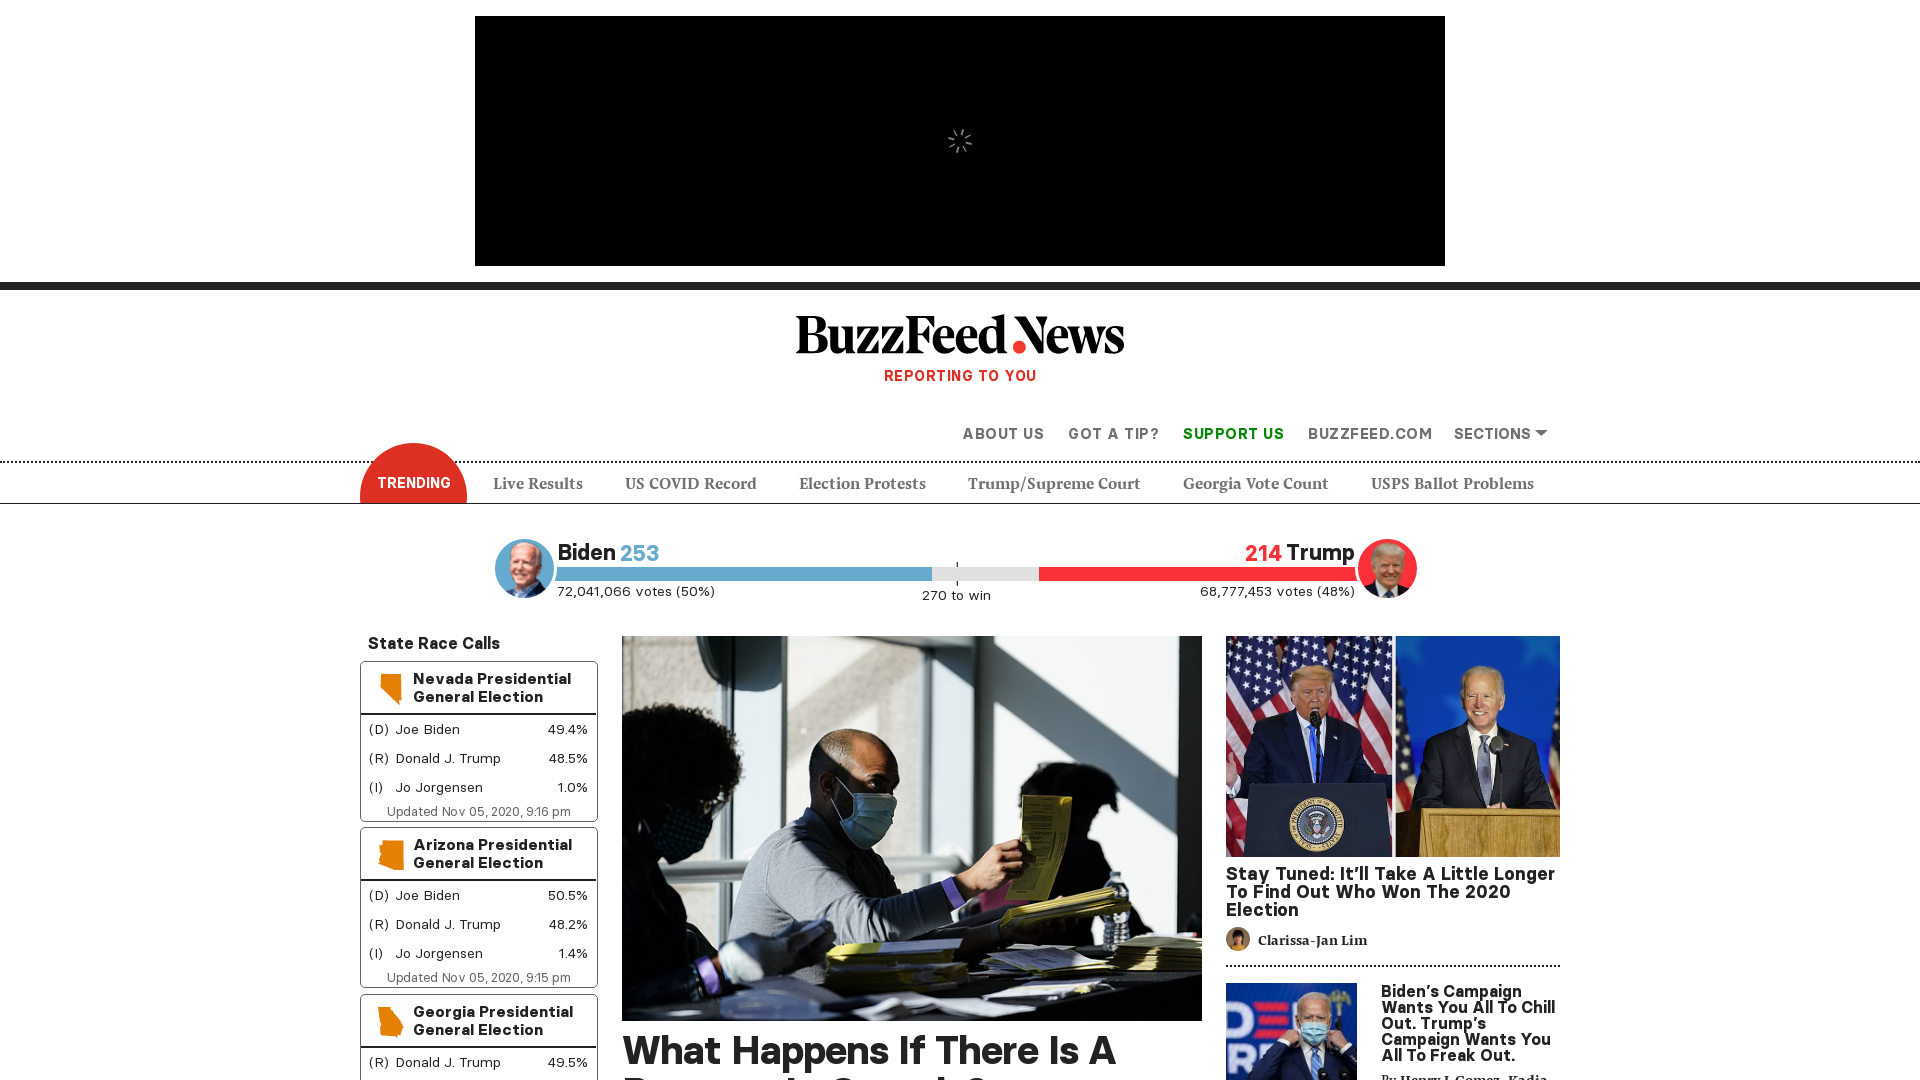 BuzzFeed News
REPORTING TO YOU
ABOUT US GOT A TIP? SUPPORT US BUZZFEED.COM SECTIONS
TRENDING Live Results US COVID Record Election Protests Trump/Supreme Court Georgia Vote Count USPS Ballot Problems
Biden 253 214 Trump
72,041,066 votes (50%) 270 to win 68,777,453 votes (48%)
State Race Calls
Nevada Presidential
General Election
(D) Joe Biden 49.4%
(R) Donald J. Trump 48.5%
(I) Jo Jorgensen 1.0%
Updated Nov 05, 2020, 9:16 pm
Arizona Presidential
General Election
(D) Joe Biden 50.5%
(R) Donald J. Trump 48.2%
(I) Jo Jorgensen 1.4%
Updated Nov 05, 2020, 9:15 pm
Georgia Presidential
General Election
(R) Donald J. Trump 49.5%
What Happens If There Is A
Stay Tuned: It’ll Take A Little Longer
To Find Out Who Won The 2020
Election
Clarissa-Jan Lim
Biden’s Campaign
Wants You All To Chill
Out. Trump’s
Campaign Wants You
All To Freak Out.